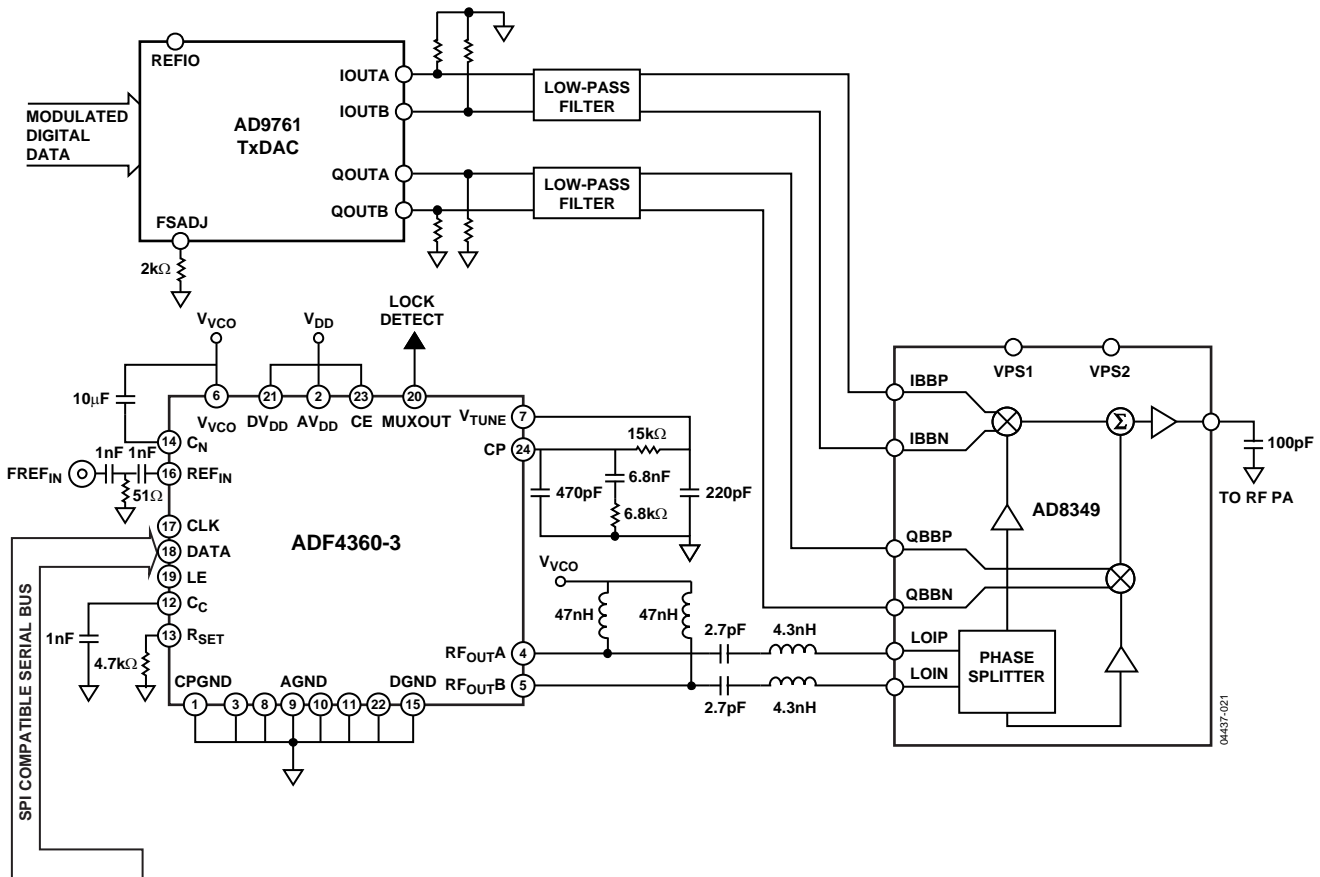 REFIO
IOUTA
IOUTB
QOUTA
QOUTB
MODULATED
DIGITAL
DATA
AD9761
TxDAC
FSADJ
2kΩ
LOW-PASS
FILTER
LOW-PASS
FILTER
VVCO
VDD
LOCK
DETECT
10μF
6
21
2
23
20
VVCO
DVDD
AVDD
CE
MUXOUT
VTUNE
7
CP
24
14
CN
1nF
1nF
FREFIN
16
REFIN
51Ω
17
CLK
18
DATA
19
LE
12
CC
13
RSET
1nF
4.7kΩ
ADF4360-3
15kΩ
6.8nF
470pF
220pF
6.8kΩ
VVCO
47nH
47nH
2.7pF
4.3nH
RFOUTA
4
RFOUTB
5
2.7pF
4.3nH
CPGND
AGND
DGND
1
3
8
9
10
11
22
15
SPI COMPATIBLE SERIAL BUS
VPS1
VPS2
IBBP
IBBN
Σ
100pF
TO RF PA
AD8349
QBBP
QBBN
LOIP
LOIN
PHASE
SPLITTER
04437-021